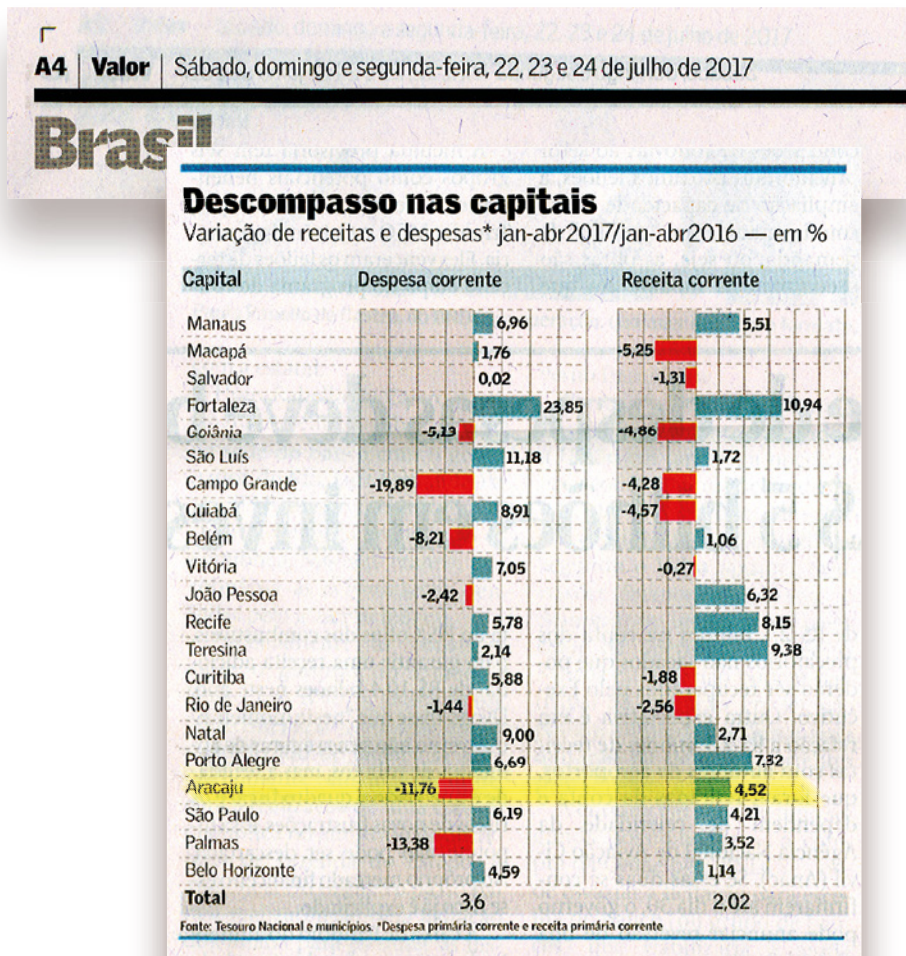 A4 | Valor | Sábado, domingo e segunda-feira, 22, 23 e 24 de julho de 2017
Brasil
Descompasso nas capitais
Variação de receitas e despesas* jan-abr2017/jan-abr2016 — em %
Capital Despesa corrente Receita corrente
Manaus 6,96 5,51
Macapá 1,76 -5,25
Salvador 0,02 -1,31
Fortaleza 23,85 10,94
Goiânia -5,13 -4,86
São Luís 11,18 1,72
Campo Grande -19,89 -4,28
Cuiabá 8,91 -4,57
Belém -8,21 1,06
Vitória 7,05 -0,27
João Pessoa -2,42 6,32
Recife 5,78 8,15
Teresina 2,14 9,38
Curitiba 5,88 -1,88
Rio de Janeiro -1,44 -2,56
Natal 9,00 2,71
Porto Alegre 6,69 7,32
Aracaju -11,76 4,52
São Paulo 6,19 4,21
Palmas -13,38 3,52
Belo Horizonte 4,59 1,14
Total 3,6 2,02
Fonte: Tesouro Nacional e municípios. *Despesa primária corrente e receita primária corrente